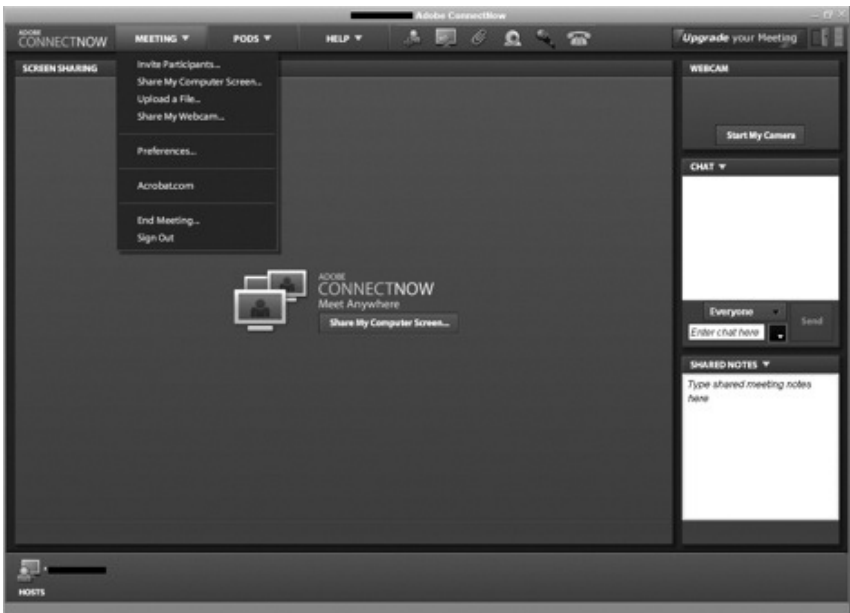 Adobe ConnectNow
ADOBE
CONNECTNOW
MEETING
PODS
HELP
Upgrade your Meeting
SCREEN SHARING
Invite Participants...
Share My Computer Screen...
Upload a File...
Share My Webcam...
Preferences...
Acrobat.com
End Meeting...
Sign Out
ADOBE
CONNECTNOW
Meet Anywhere
Share My Computer Screen...
WEBCAM
Start My Camera
CHAT
Everyone
Enter chat here
Send
SHARED NOTES
Type shared meeting notes
here
HOSTS